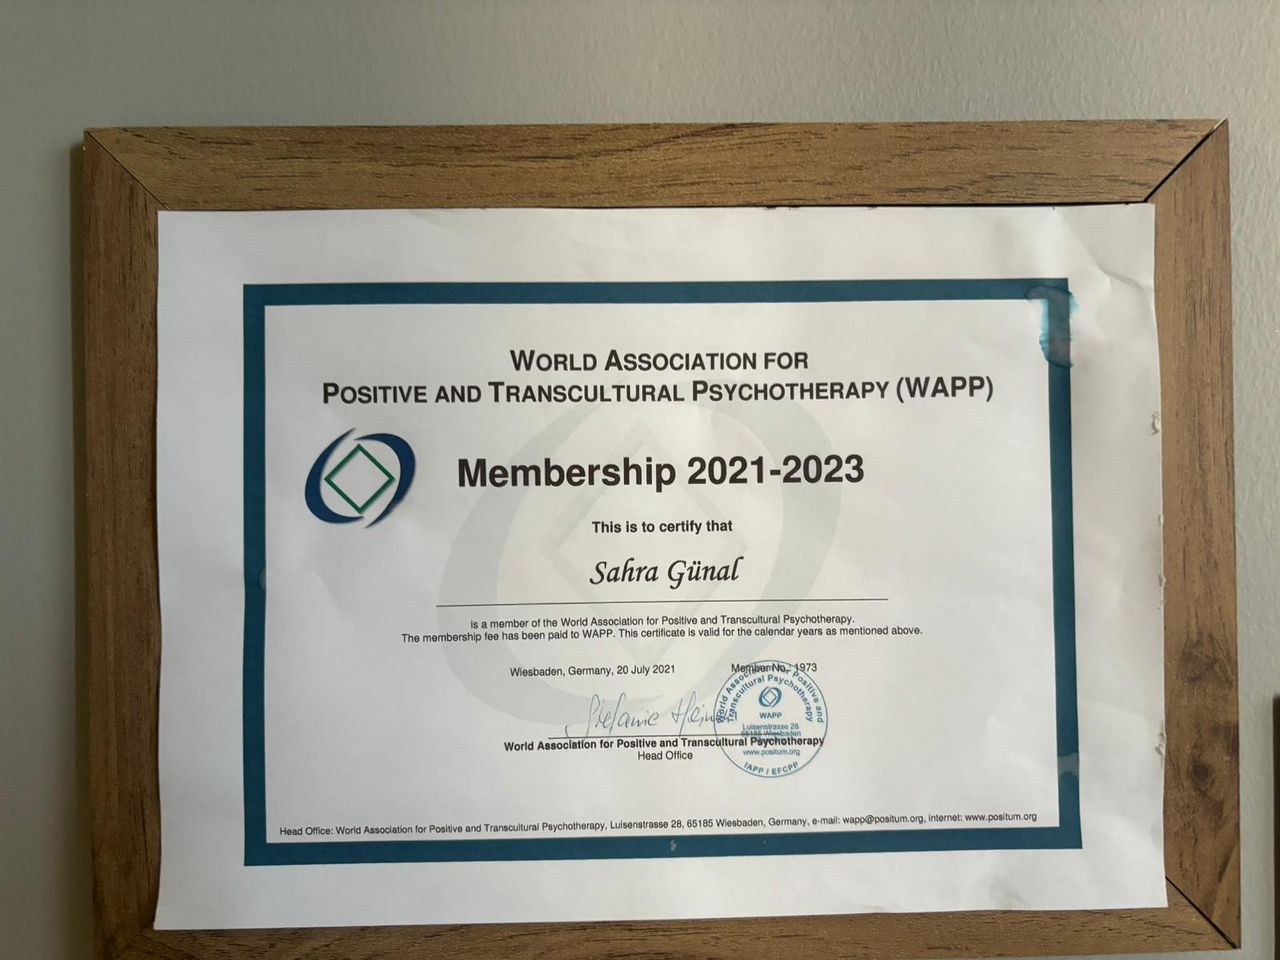 WORLD ASSOCIATION FOR
POSITIVE AND TRANSCULTURAL PSYCHOTHERAPY (WAPP)
Membership 2021-2023
This is to certify that
Sahra Günal
is a member of the World Association for Positive and Transcultural Psychotherapy.
The membership fee has been paid to WAPP. This certificate is valid for the calendar years as mentioned above.
Wiesbaden, Germany, 20 July 2021
Member No.: 1973
Stefanie
World Association for Positive and Transcultural Psychotherapy
Head Office
World Association for Positive and
Transcultural Psychotherapy
WAPP
Luisenstrasse 28
65185 Wiesbaden
www.positum.org
IAPP / EFCPP
Head Office: World Association for Positive and Transcultural Psychotherapy, Luisenstrasse 28, 65185 Wiesbaden, Germany, e-mail: wapp@positum.org, internet: www.positum.org